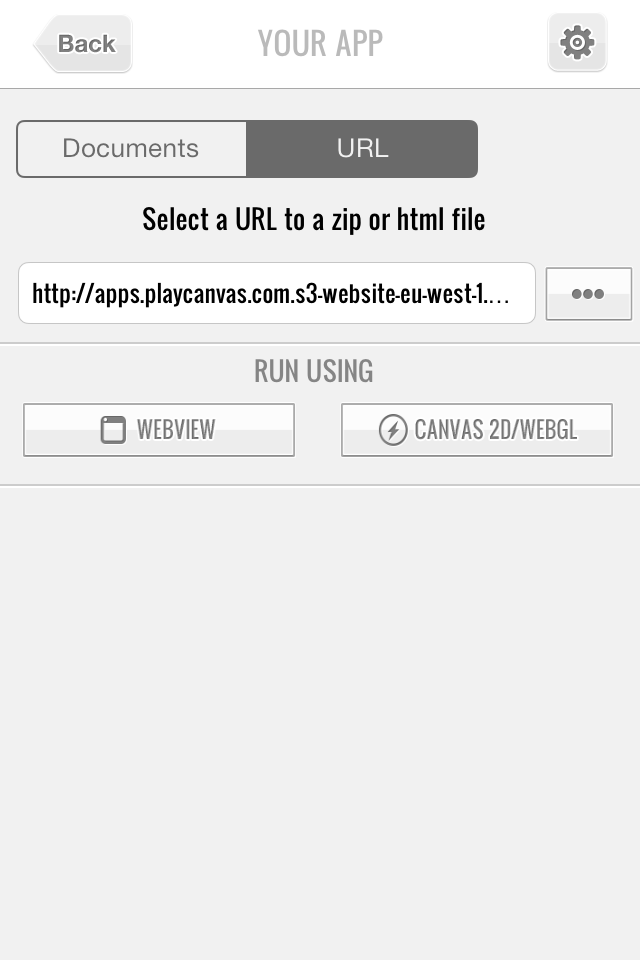 Back
YOUR APP
Documents
URL
Select a URL to a zip or html file
http://apps.playcanvas.com.s3-website-eu-west-1....
RUN USING
WEBVIEW
CANVAS 2D/WEBGL